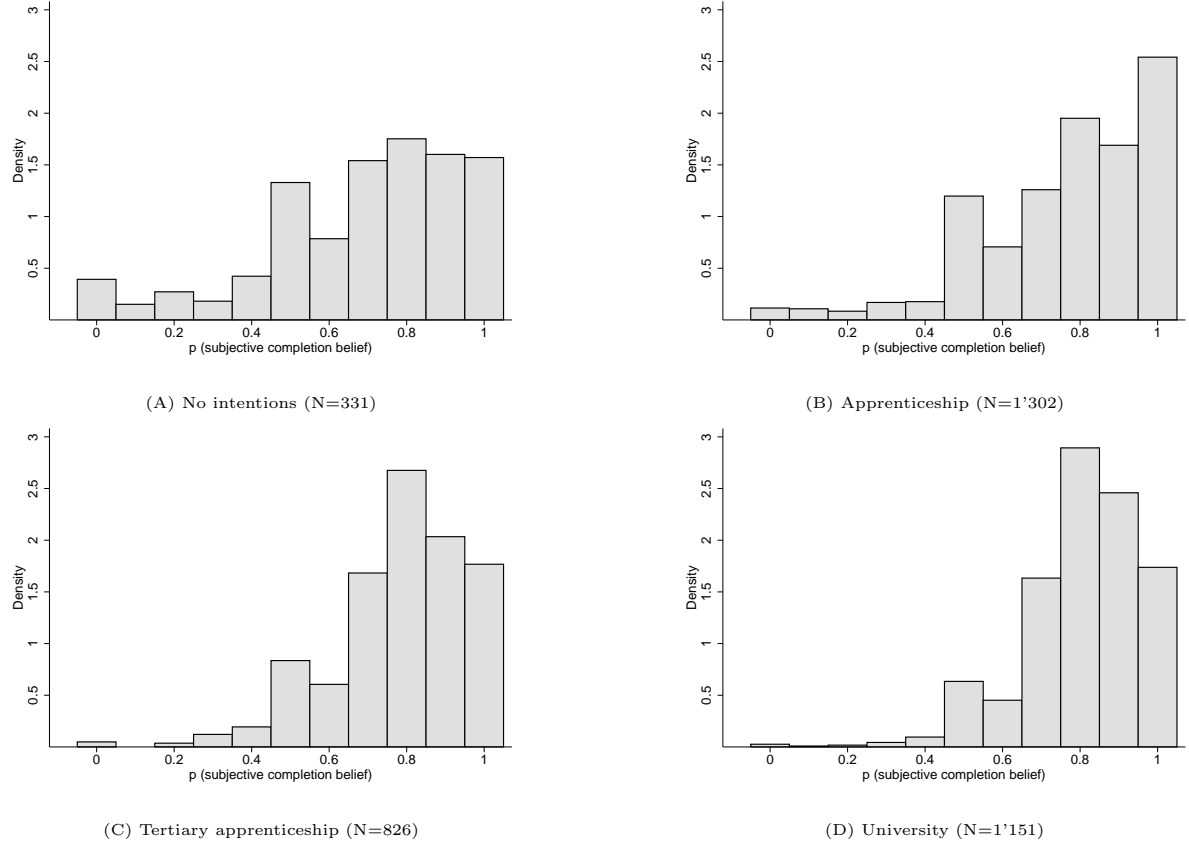 3
2.5
2
1.5
1
0.5
Density
0 0.2 0.4 0.6 0.8 1
p (subjective completion belief)
(A) No intentions (N=331)
3
2.5
2
1.5
1
0.5
Density
0 0.2 0.4 0.6 0.8 1
p (subjective completion belief)
(B) Apprenticeship (N=1'302)
3
2.5
2
1.5
1
0.5
Density
0 0.2 0.4 0.6 0.8 1
p (subjective completion belief)
(C) Tertiary apprenticeship (N=826)
3
2.5
2
1.5
1
0.5
Density
0 0.2 0.4 0.6 0.8 1
p (subjective completion belief)
(D) University (N=1'151)